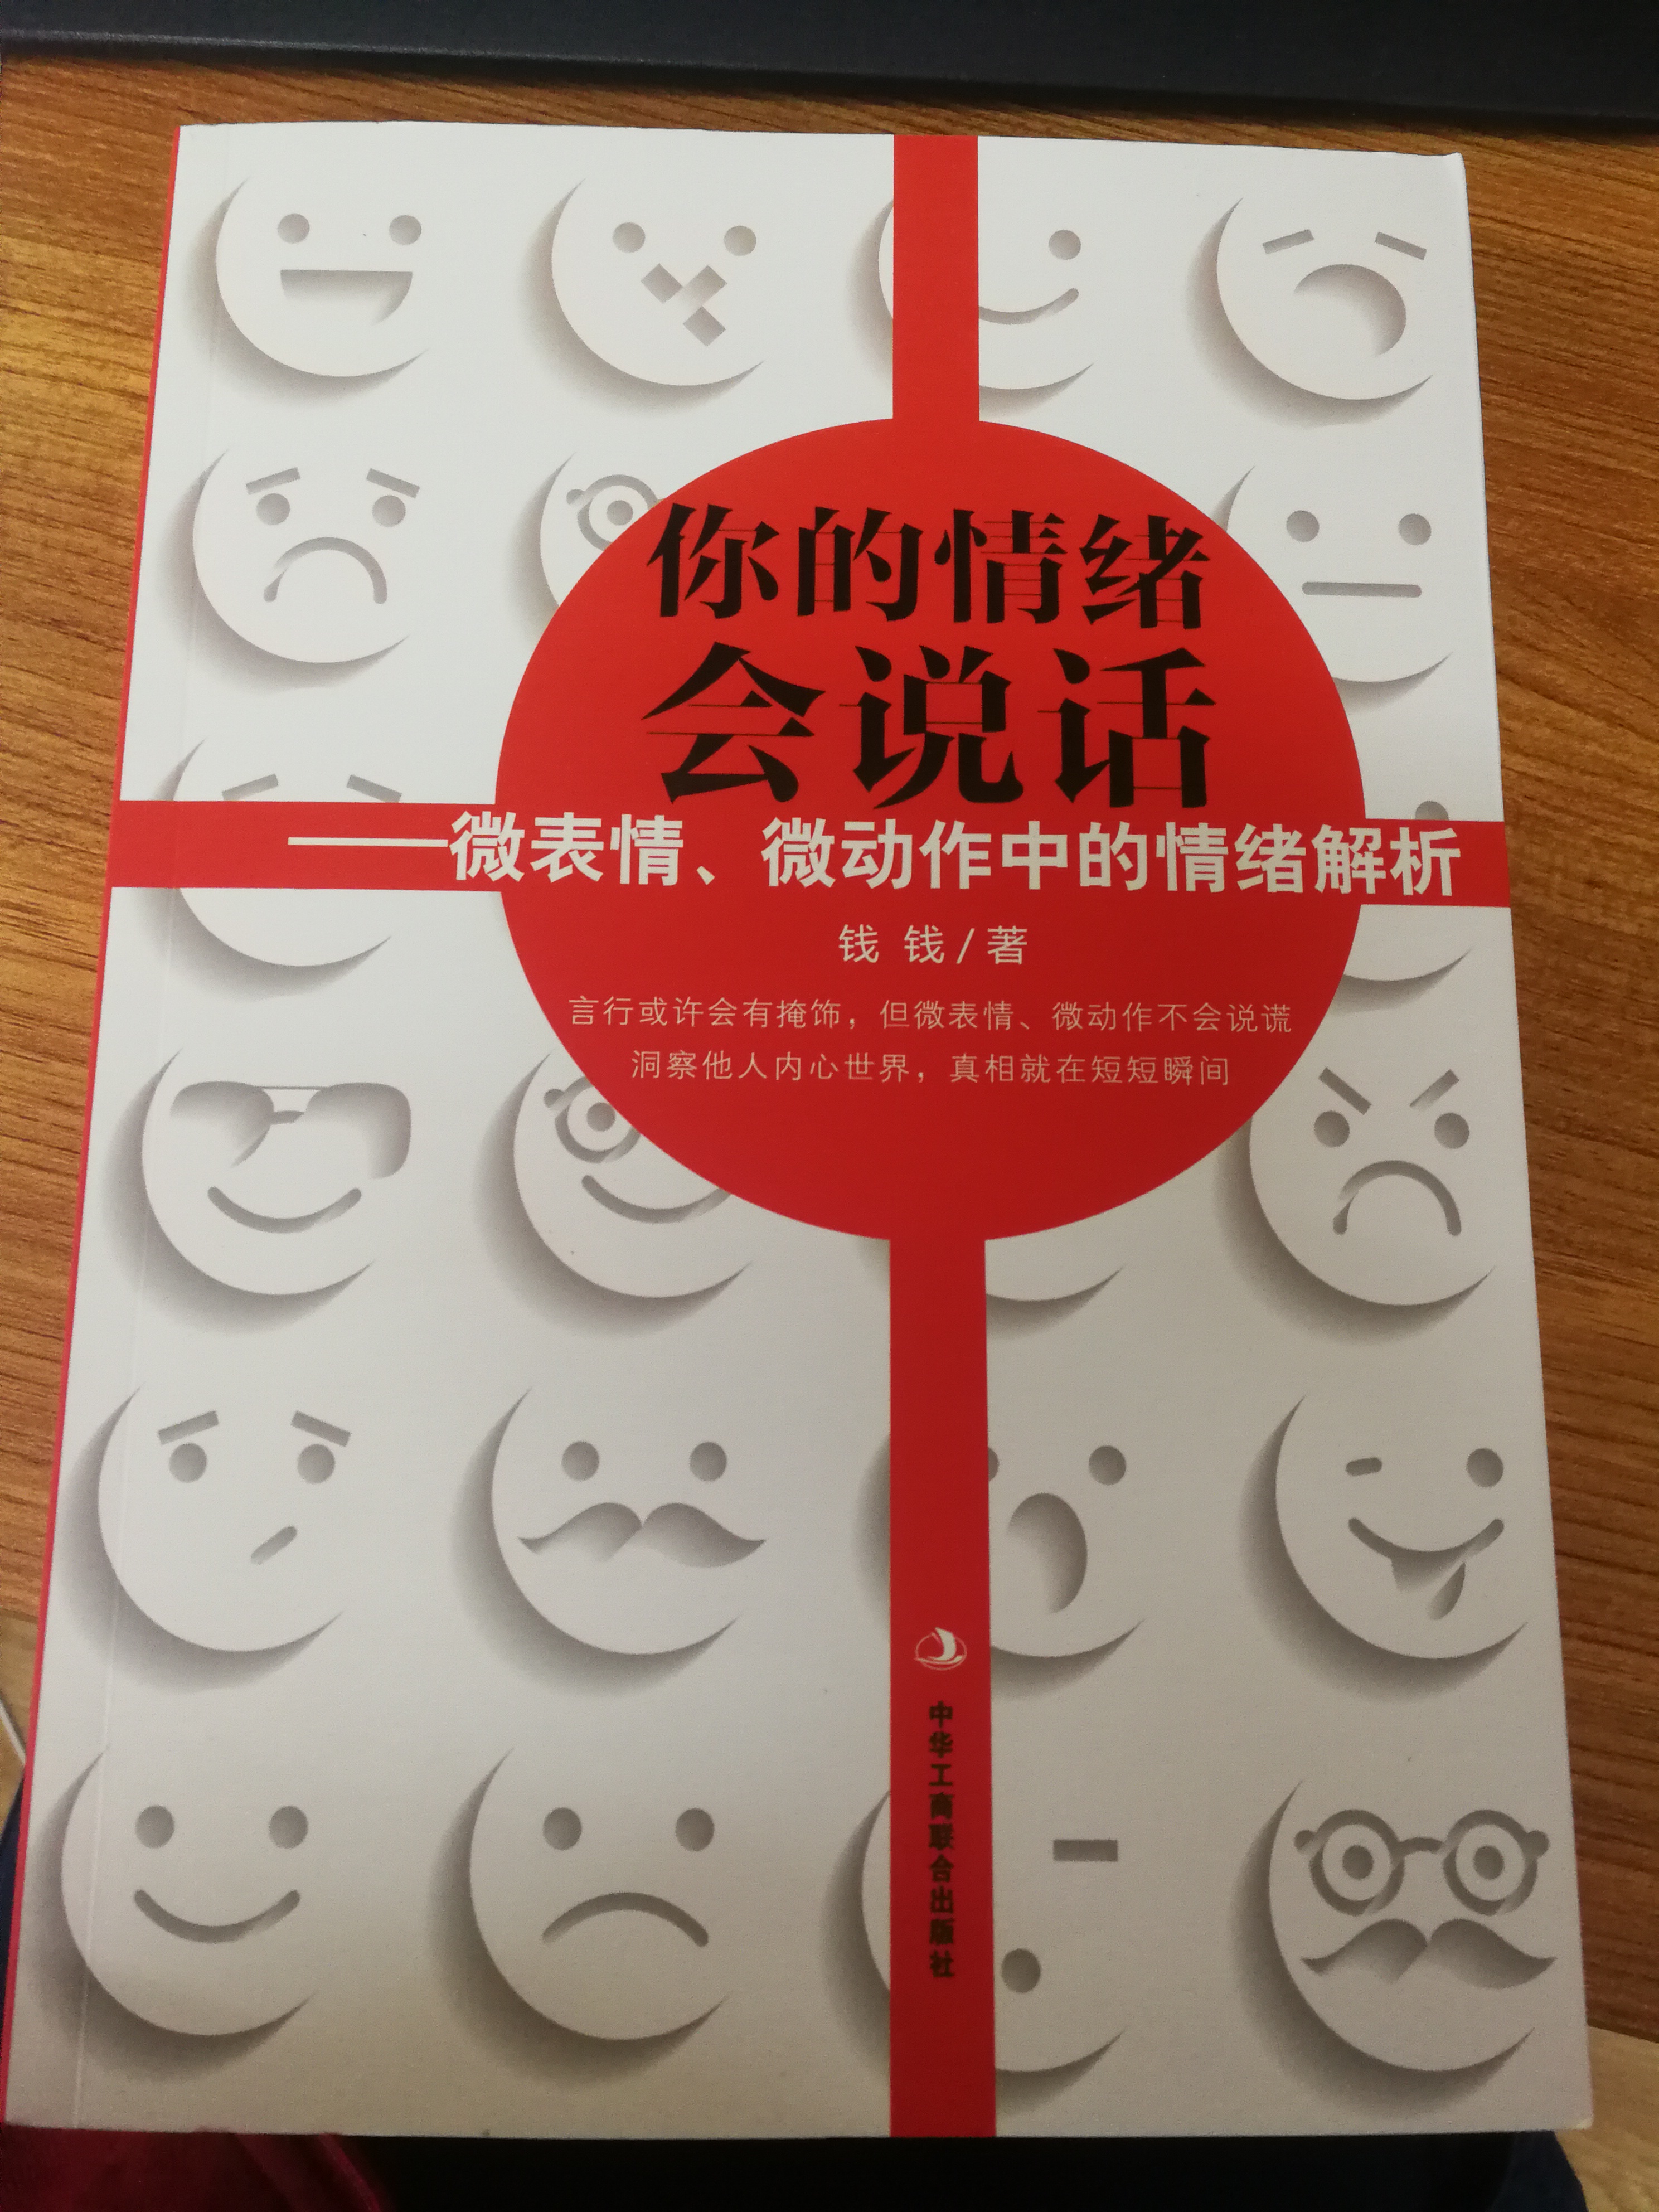 你的情绪
会说话
——微表情、微动作中的情绪解析
钱 钱/著
言行或许会有掩饰，但微表情、微动作不会说谎
洞察他人内心世界，真相就在短短瞬间
中华工商联合出版社